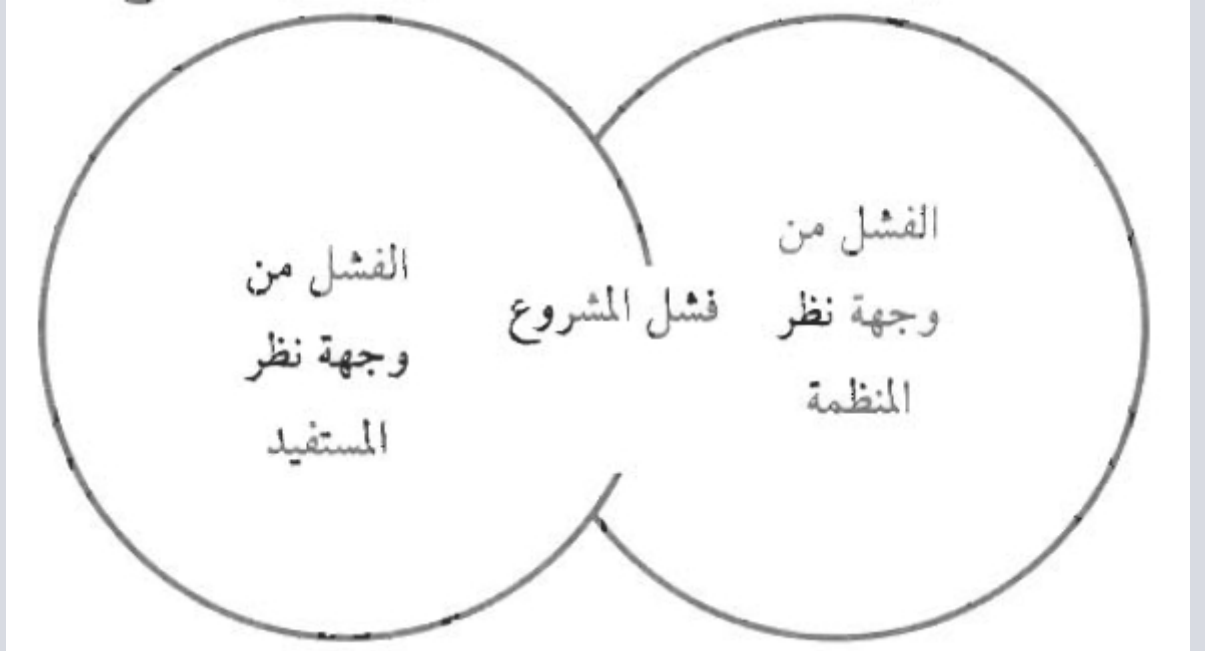 الفشل من
وجهة نظر
المنظمة
فشل المشروع
الفشل من
وجهة نظر
المستفيد